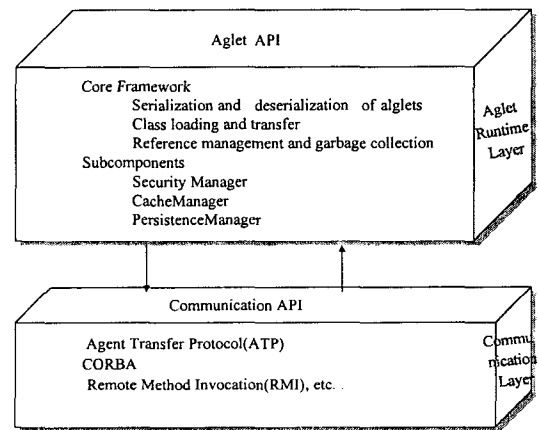 Aglet API
Core Framework
Serialization and deserialization of alglets
Class loading and transfer
Reference management and garbage collection
Subcomponents
Security Manager
CacheManager
PersistenceManager
Aglet
Runtime
Layer
Communication API
Agent Transfer Protocol(ATP)
CORBA
Remote Method Invocation(RMI), etc.
Commu
nication
Layer